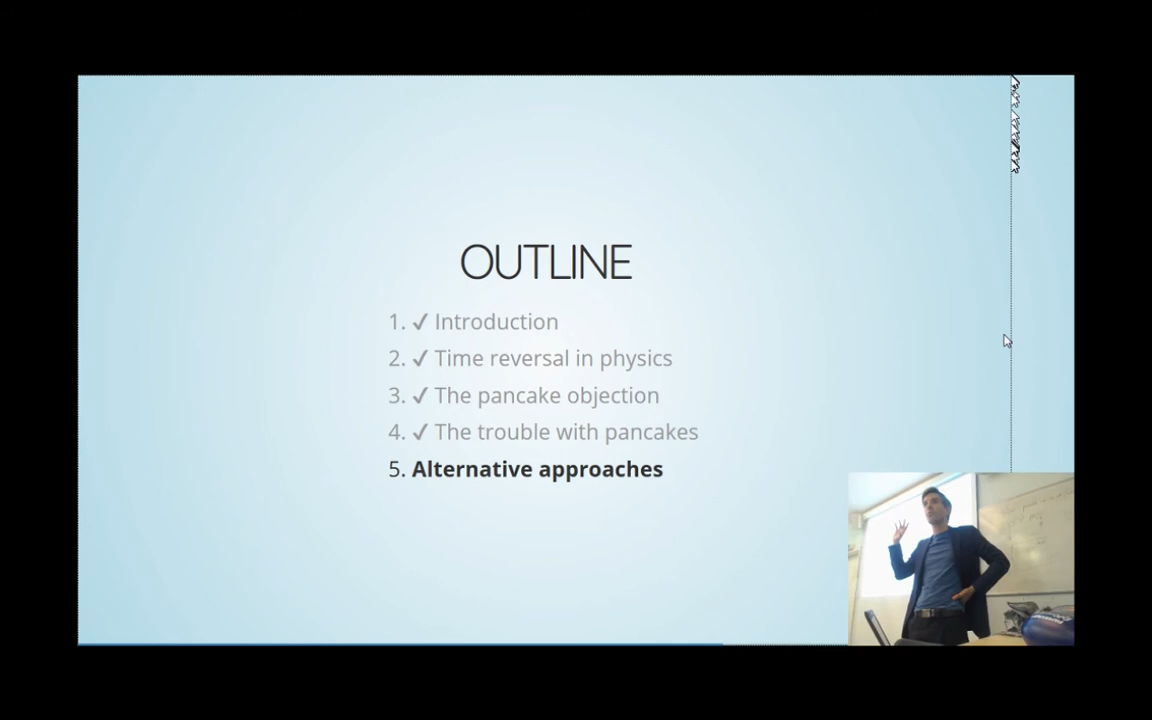 OUTLINE
1. ✓ Introduction
2. ✓ Time reversal in physics
3. ✓ The pancake objection
4. ✓ The trouble with pancakes
5. Alternative approaches